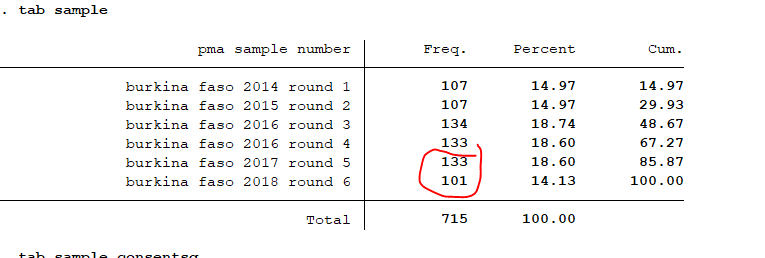 . tab sample
pma sample number Freq. Percent Cum.
burkina faso 2014 round 1 107 14.97 14.97
burkina faso 2015 round 2 107 14.97 29.93
burkina faso 2016 round 3 134 18.74 48.67
burkina faso 2016 round 4 133 18.60 67.27
burkina faso 2017 round 5 133 18.60 85.87
burkina faso 2018 round 6 101 14.13 100.00
Total 715 100.00
. tab sample consentsq